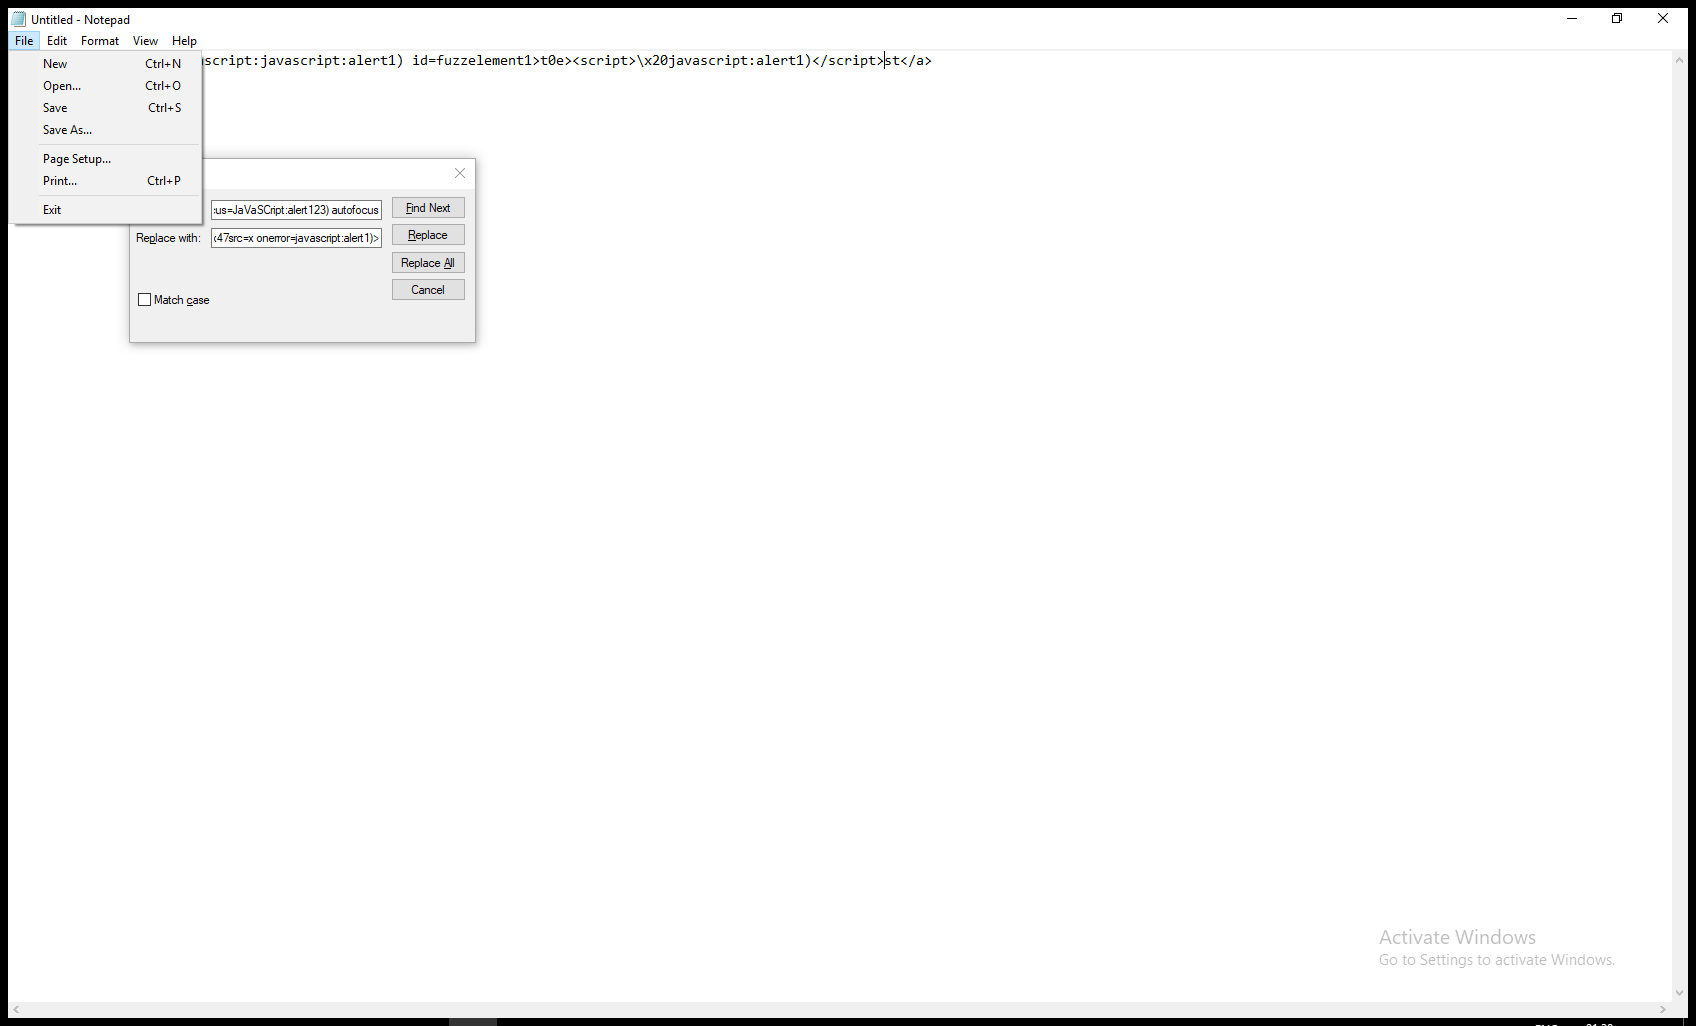 Untitled - Notepad
File Edit Format View Help
script:javascript:alert1) id=fuzzelement1>t0e><script>\x20javascript:alert1)</script>st</a>
New Ctrl+N
Open... Ctrl+O
Save Ctrl+S
Save As...
Page Setup...
Print... Ctrl+P
Exit
:us=JaVaSCript:alert123) autofocus
Find Next
Replace with:
47src=x onerror=javascript:alert1)>
Replace
Replace All
Cancel
Match case
Activate Windows
Go to Settings to activate Windows.